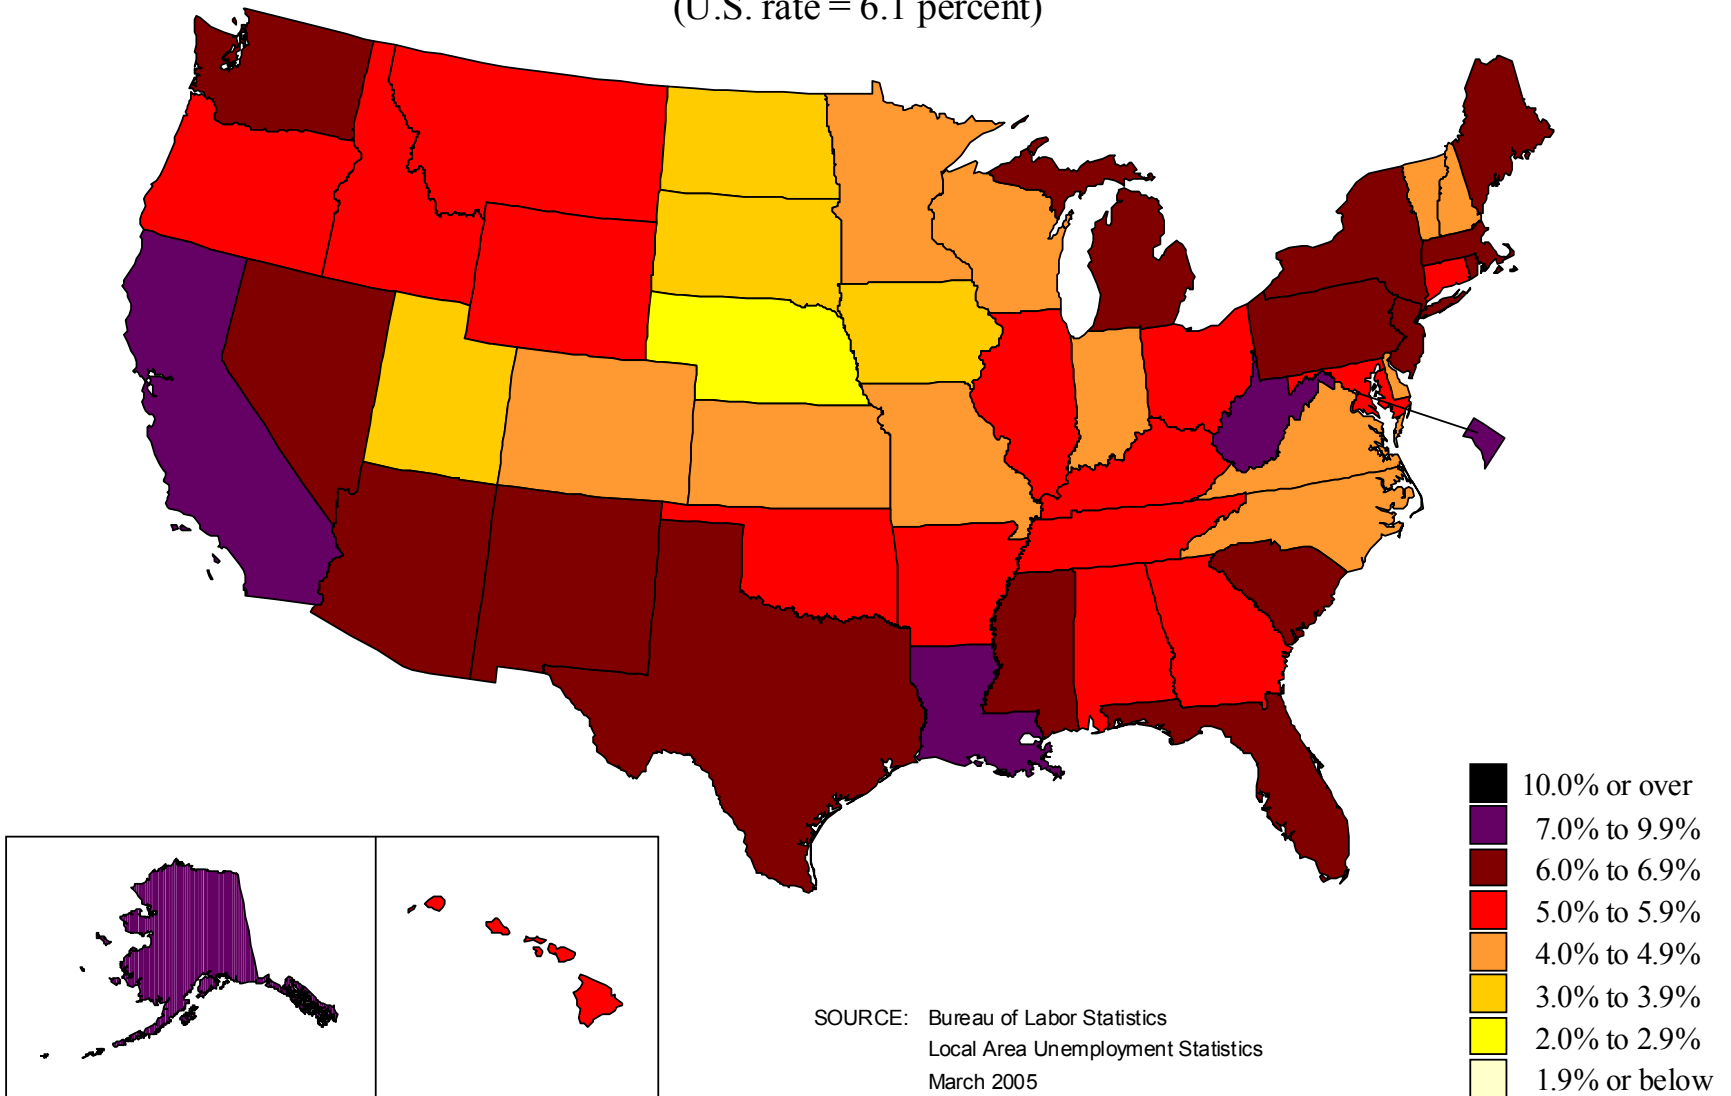 (U.S. rate = 6.1 percent)
10.0% or over
7.0% to 9.9%
6.0% to 6.9%
5.0% to 5.9%
4.0% to 4.9%
3.0% to 3.9%
2.0% to 2.9%
1.9% or below
SOURCE: Bureau of Labor Statistics
Local Area Unemployment Statistics
March 2005